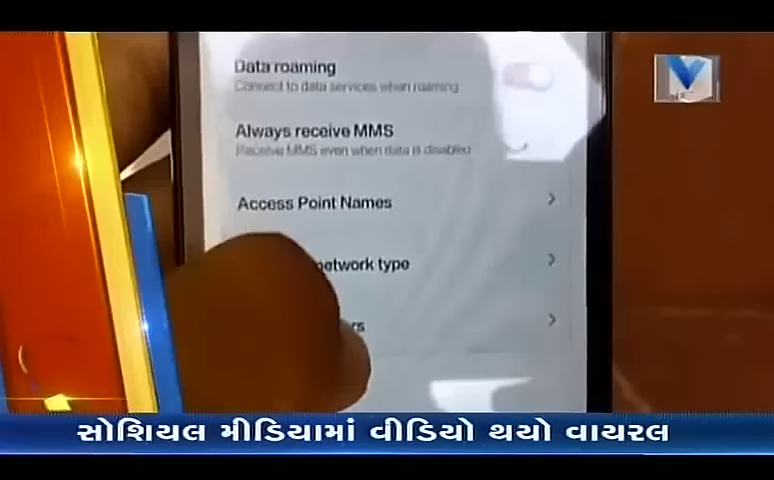 Data roaming
Connect to data services when roaming
Always receive MMS
Receive MMS even when data is disabled
Access Point Names
network type
સોશિયલ મીડિયામાં વીડિયો થયો વાયરલ